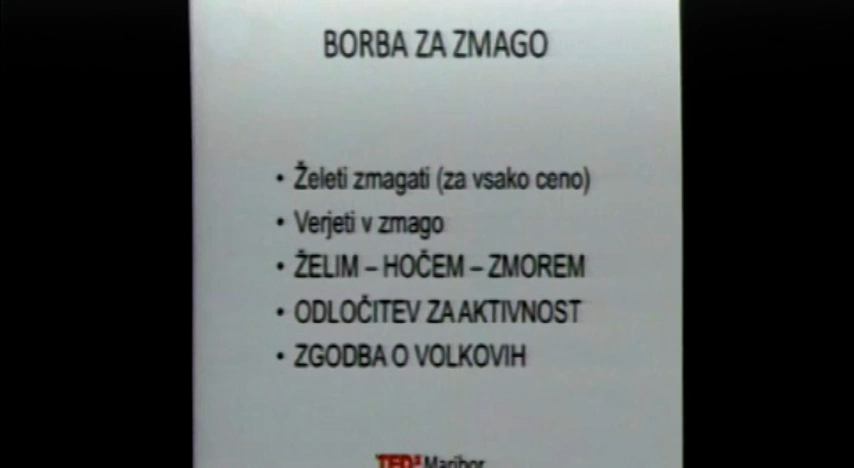 BORBA ZA ZMAGO
• Želeti zmagati (za vsako ceno)
• Verjeti v zmago
• ŽELIM – HOČEM – ZMOREM
• ODLOČITEV ZA AKTIVNOST
• ZGODBA O VOLKOVIH
TEDx Maribor